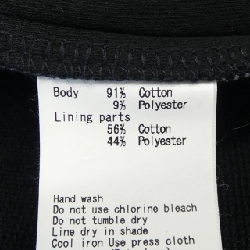 Body 91% Cotton
9% Polyester
Lining parts
56% Cotton
44% Polyester
Hand wash
Do not use chlorine bleach
Do not tumble dry
Line dry in shade
Cool iron Use press cloth